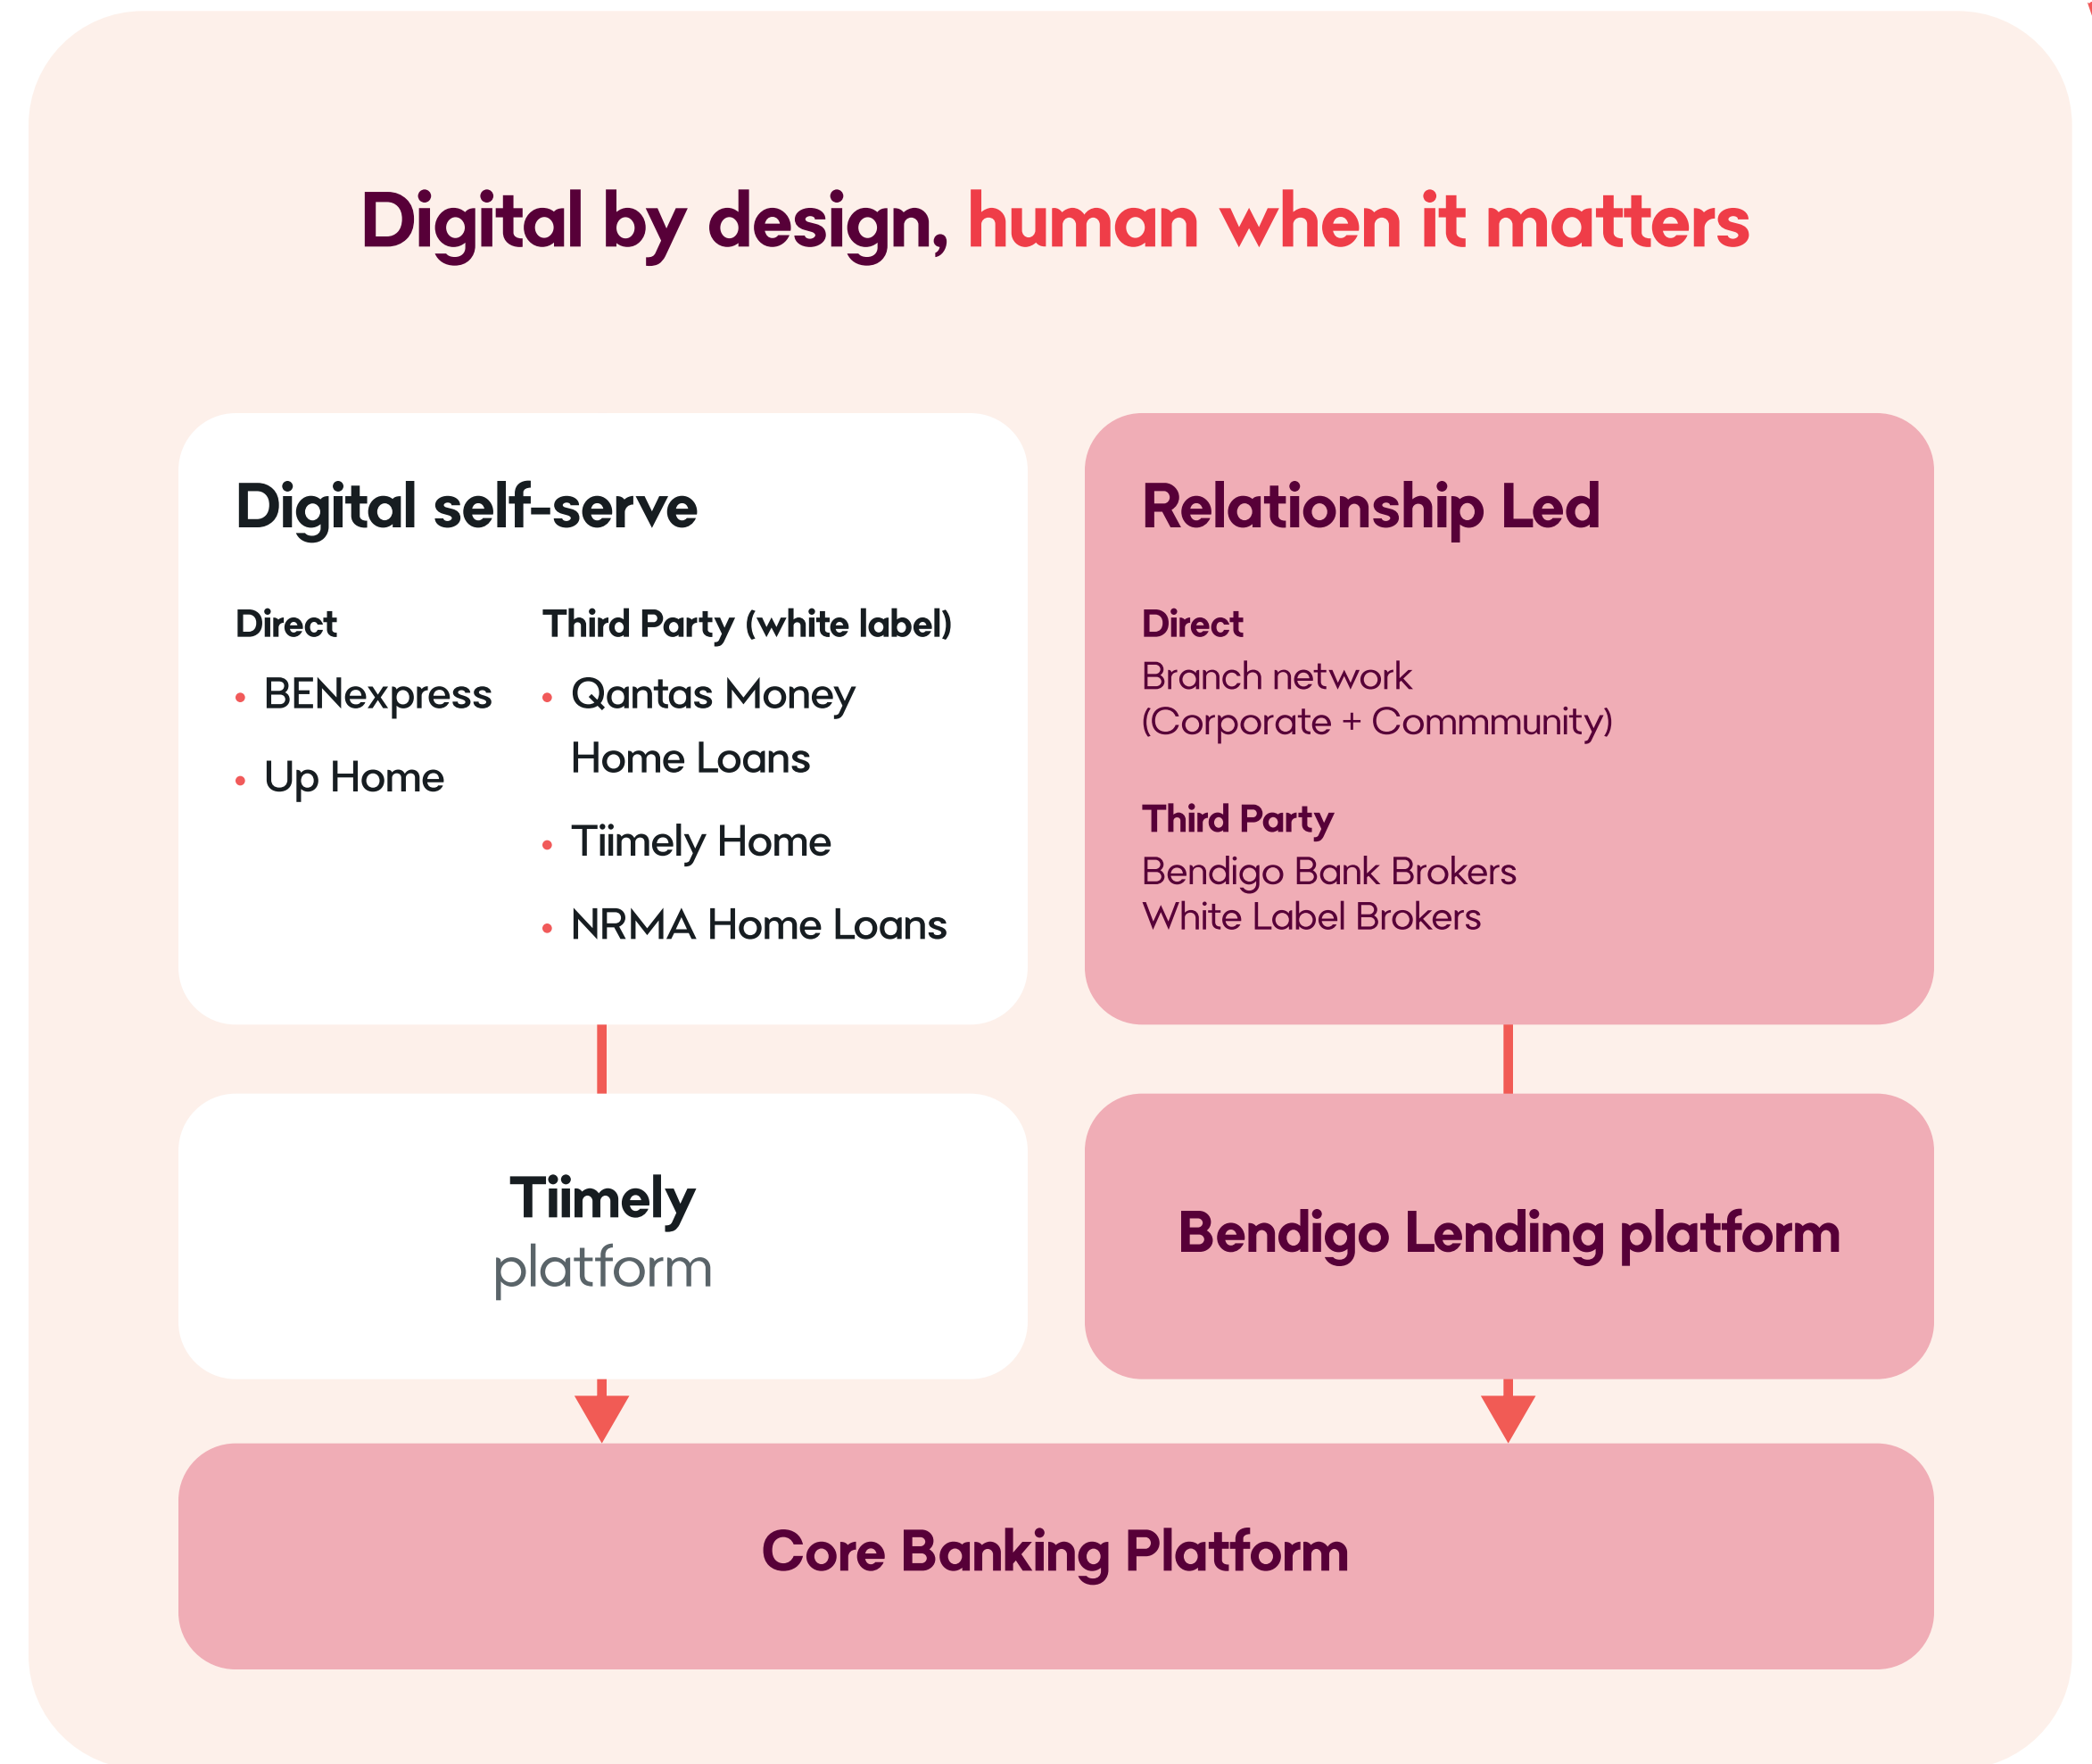 Digital by design, human when it matters
Digital self-serve
Direct
• BENexpress
• Up Home
Third Party (white label)
• Qantas Money
Home Loans
• Tiimely Home
• NRMA Home Loans
Relationship Led
Direct
Branch network
(Corporate + Community)
Third Party
Bendigo Bank Brokers
White Label Brokers
Tiimely
platform
Bendigo Lending platform
Core Banking Platform